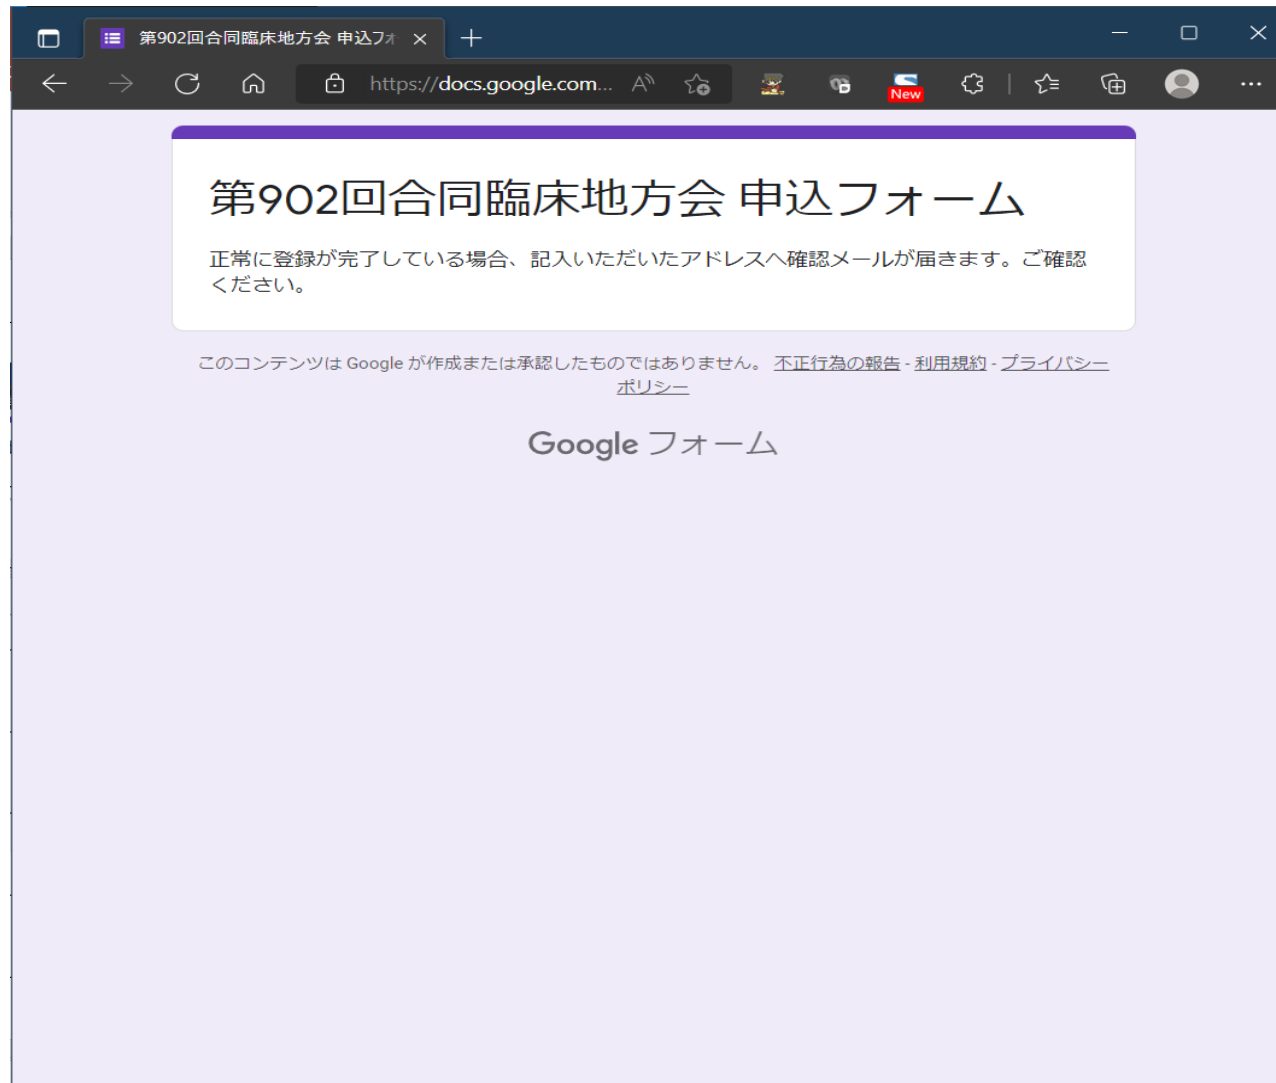 第902回合同臨床地方会 申込フォ
https://docs.google.com...
New
第902回合同臨床地方会 申込フォーム
正常に登録が完了している場合、記入いただいたアドレスへ確認メールが届きます。ご確認
ください。
このコンテンツは Google が作成または承認したものではありません。 不正行為の報告 - 利用規約 - プライバシー
ポリシー
Google フォーム